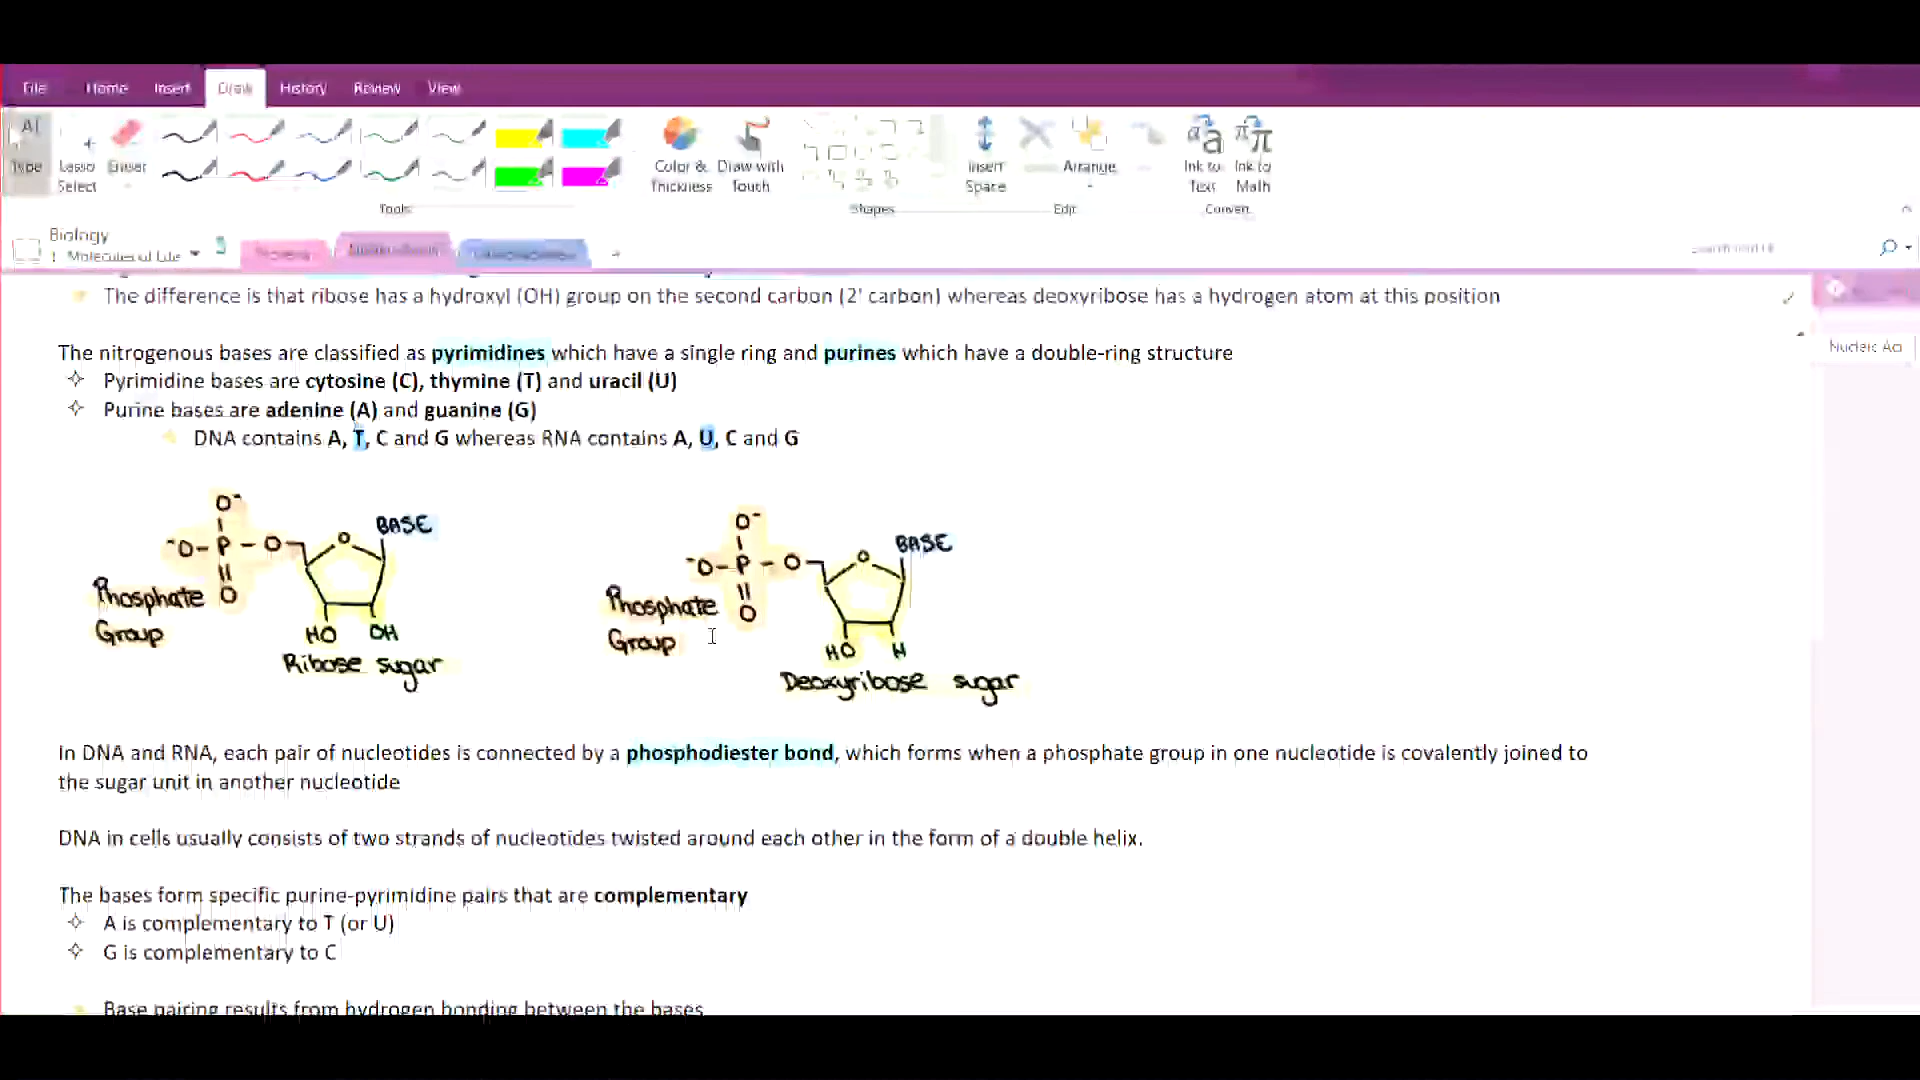 File Home Insert Draw History Review View
Type Lasso Select Eraser Color & Thickness Draw with Touch Insert Space Arrange Ink to Text Ink to Math
Tools Shapes Edit Convert
Biology
1. Molecules of Life
The difference is that ribose has a hydroxyl (OH) group on the second carbon (2' carbon) whereas deoxyribose has a hydrogen atom at this position
Nucleic Aci
The nitrogenous bases are classified as pyrimidines which have a single ring and purines which have a double-ring structure
✧ Pyrimidine bases are cytosine (C), thymine (T) and uracil (U)
✧ Purine bases are adenine (A) and guanine (G)
DNA contains A, T, C and G whereas RNA contains A, U, C and G
O⁻
⁻O-P-O
O
O
BASE
HO OH
Phosphate
Group
Ribose sugar
O⁻
⁻O-P-O
O
O
BASE
HO H
Phosphate
Group
Deoxyribose sugar
In DNA and RNA, each pair of nucleotides is connected by a phosphodiester bond, which forms when a phosphate group in one nucleotide is covalently joined to
the sugar unit in another nucleotide
DNA in cells usually consists of two strands of nucleotides twisted around each other in the form of a double helix.
The bases form specific purine-pyrimidine pairs that are complementary
✧ A is complementary to T (or U)
✧ G is complementary to C
Base pairing results from hydrogen bonding between the bases